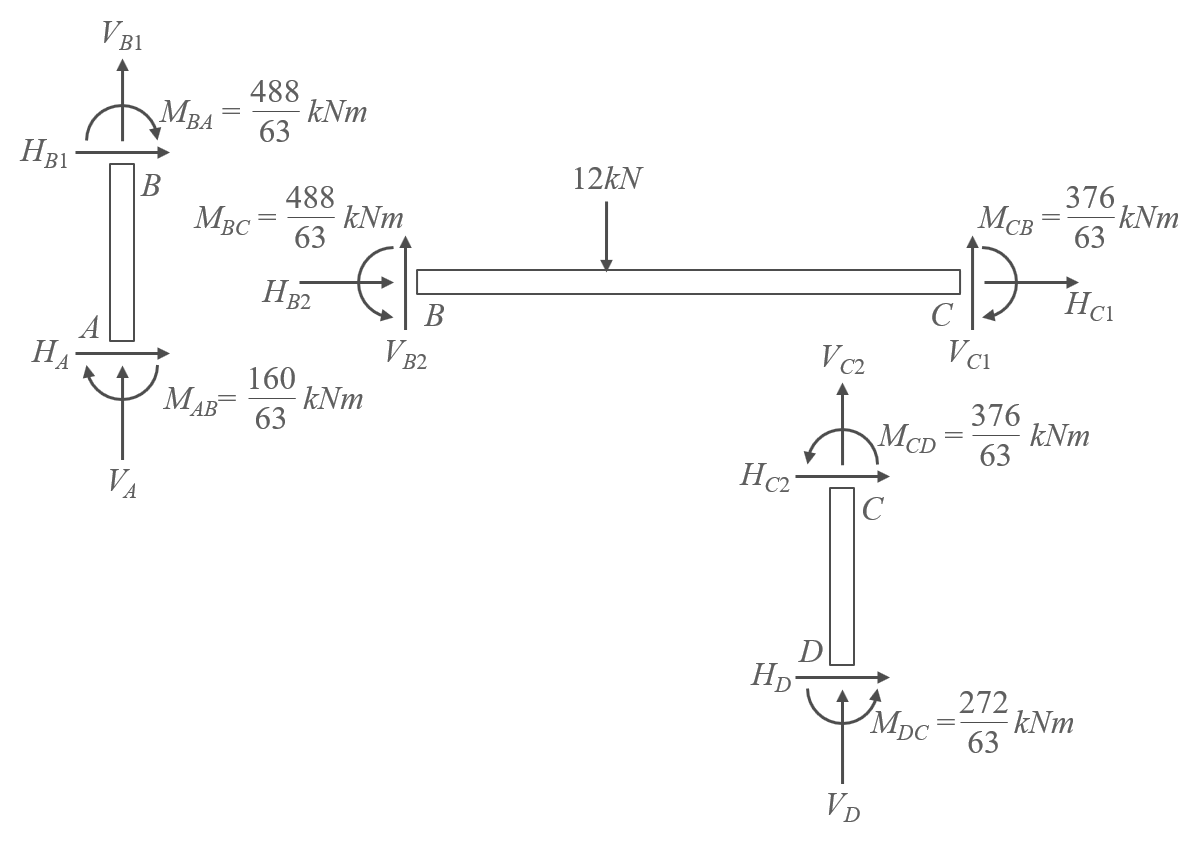 V_{B1}
M_{BA} = \frac{488}{63} kNm
H_{B1}
B
A
H_A
M_{AB} = \frac{160}{63} kNm
V_A
12kN
M_{BC} = \frac{488}{63} kNm
M_{CB} = \frac{376}{63} kNm
H_{B2}
H_{C1}
B
C
V_{B2}
V_{C1}
V_{C2}
M_{CD} = \frac{376}{63} kNm
H_{C2}
C
D
H_D
M_{DC} = \frac{272}{63} kNm
V_D